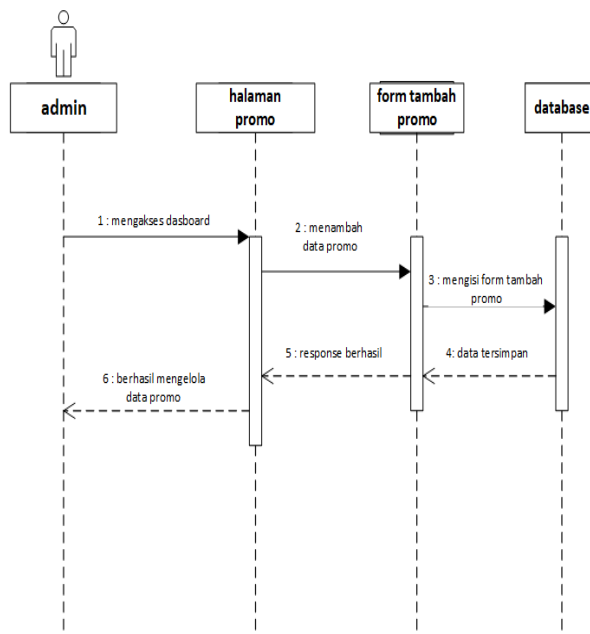 admin
halaman
promo
form tambah
promo
database
1 : mengakses dasboard
2 : menambah
data promo
3 : mengisi form tambah
promo
4: data tersimpan
5 : response berhasil
6 : berhasil mengelola
data promo